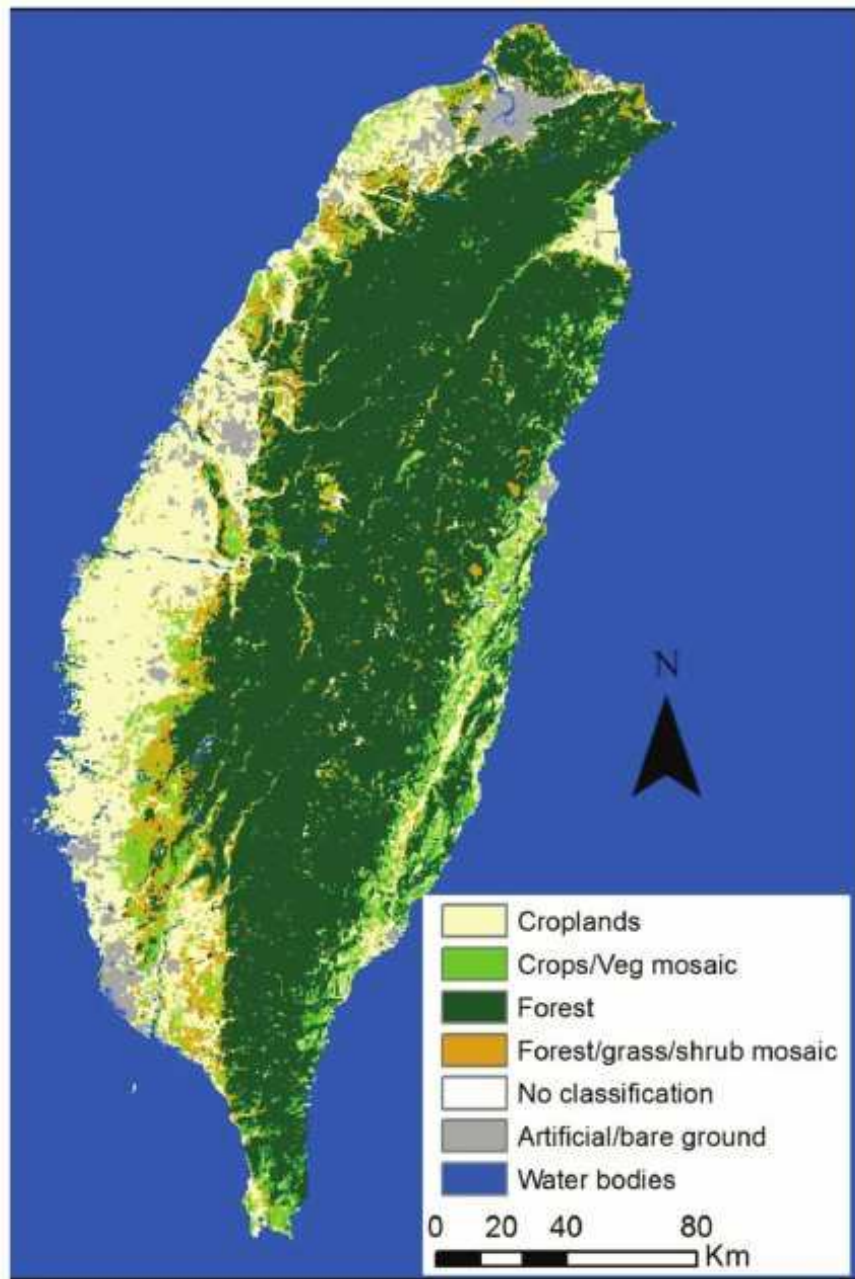 N
Croplands
Crops/Veg mosaic
Forest
Forest/grass/shrub mosaic
No classification
Artificial/bare ground
Water bodies
0 20 40 80
Km